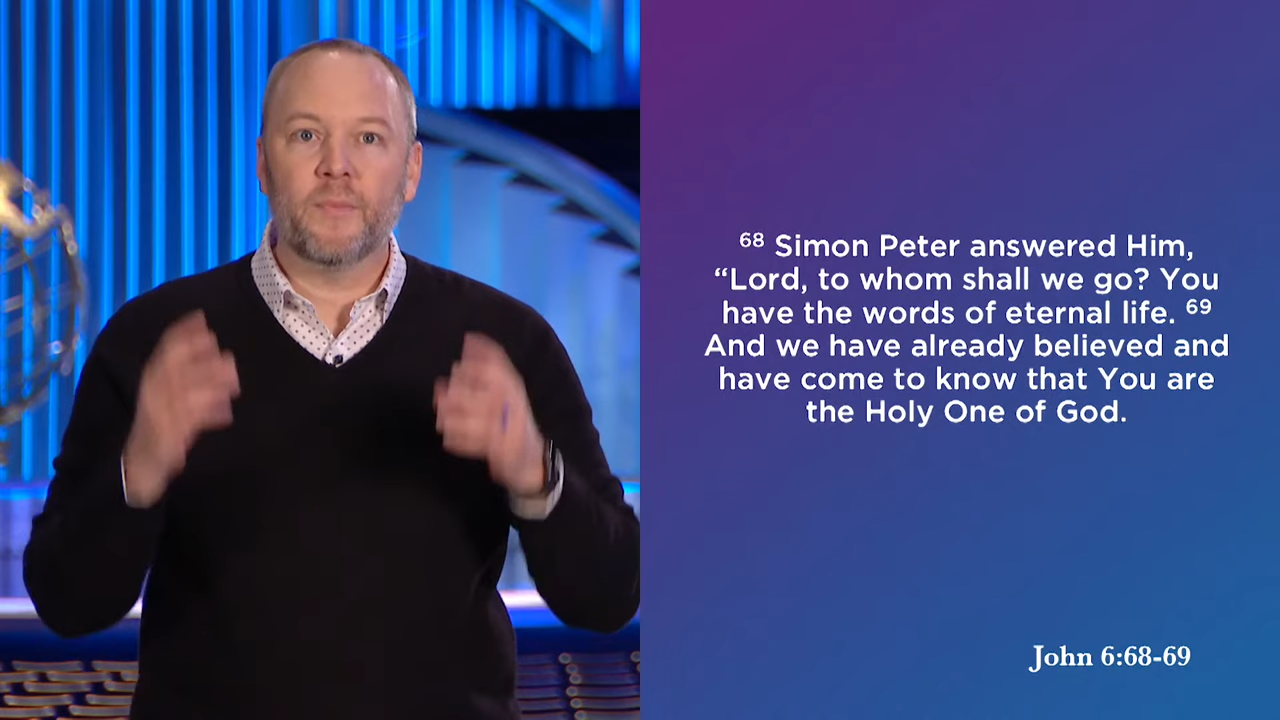 ⁶⁸ Simon Peter answered Him,
“Lord, to whom shall we go? You
have the words of eternal life. ⁶⁹
And we have already believed and
have come to know that You are
the Holy One of God.
John 6:68-69